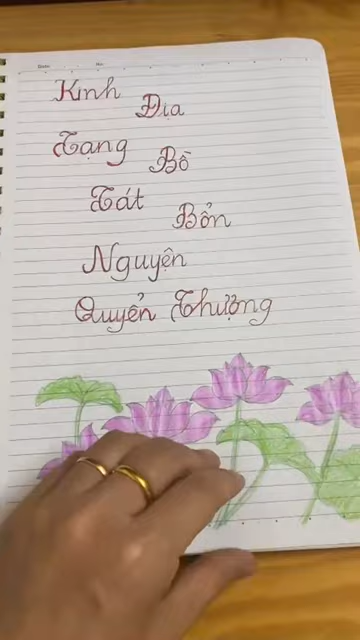 Kinh
Địa
Tạng
Bồ
Tát
Bổn
Nguyện
Quyển Thượng